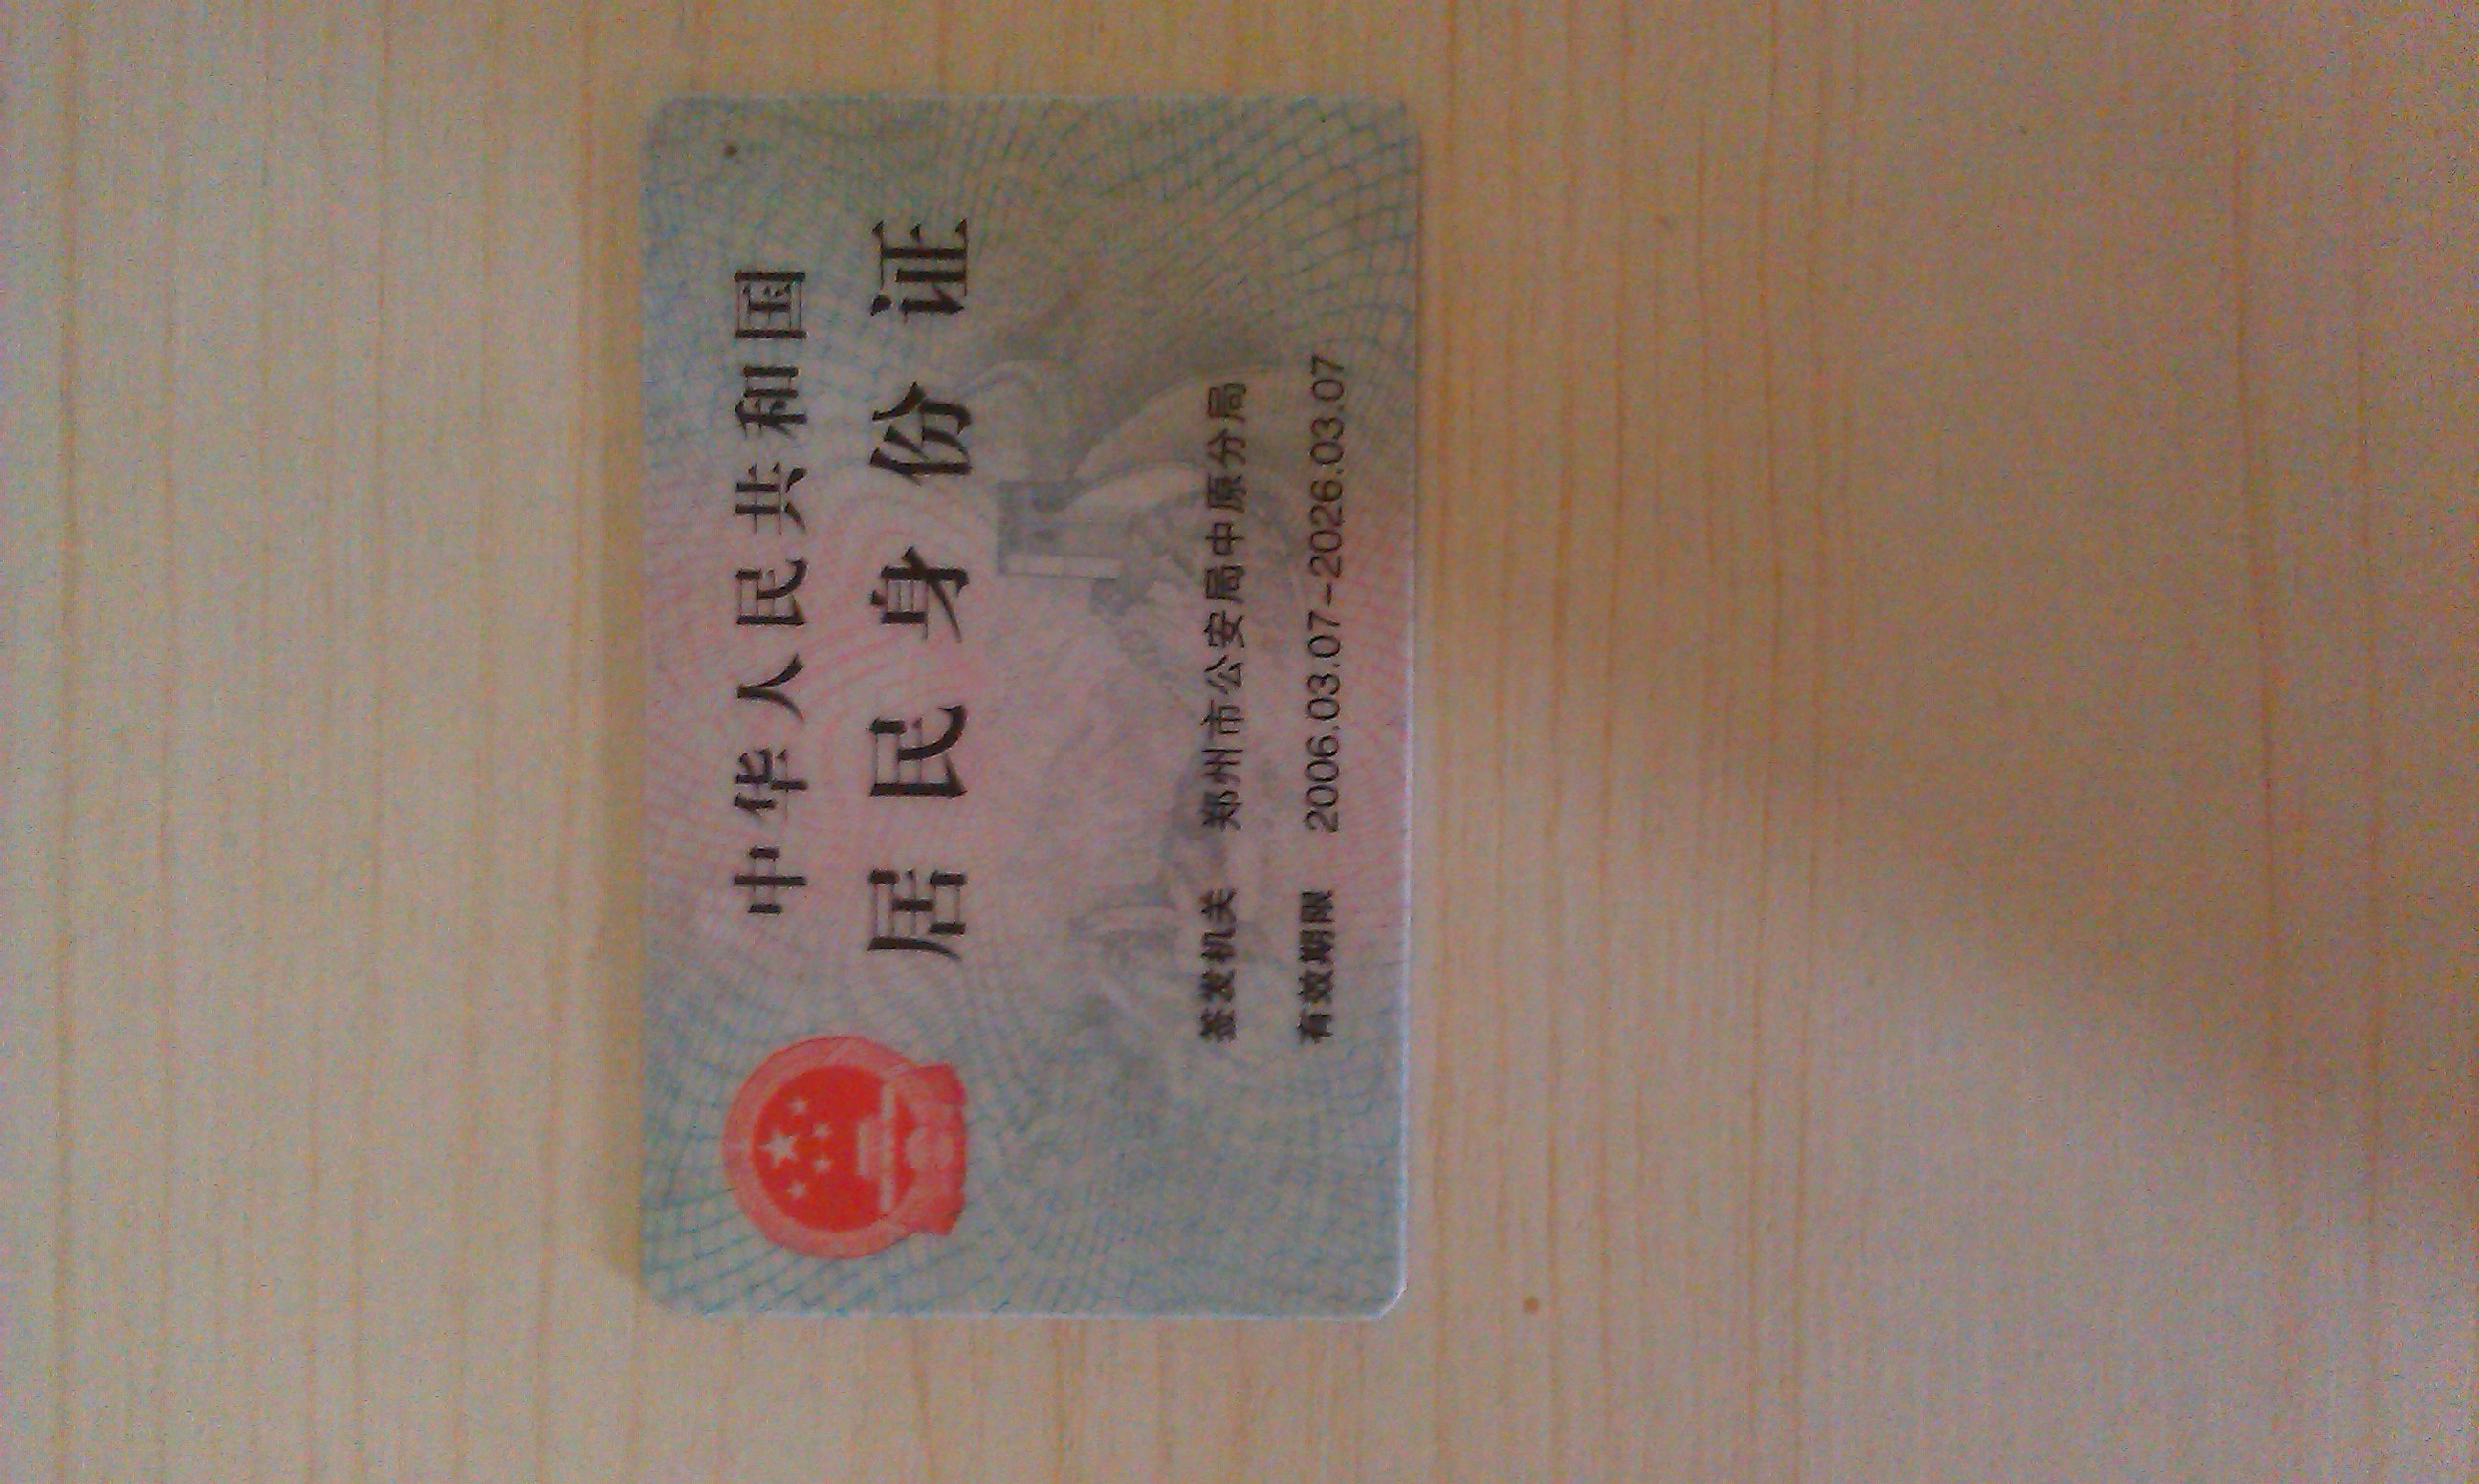 中华人民共和国
居民身份证
签发机关 郑州市公安局中原分局
有效期限 2006.03.07-2026.03.07